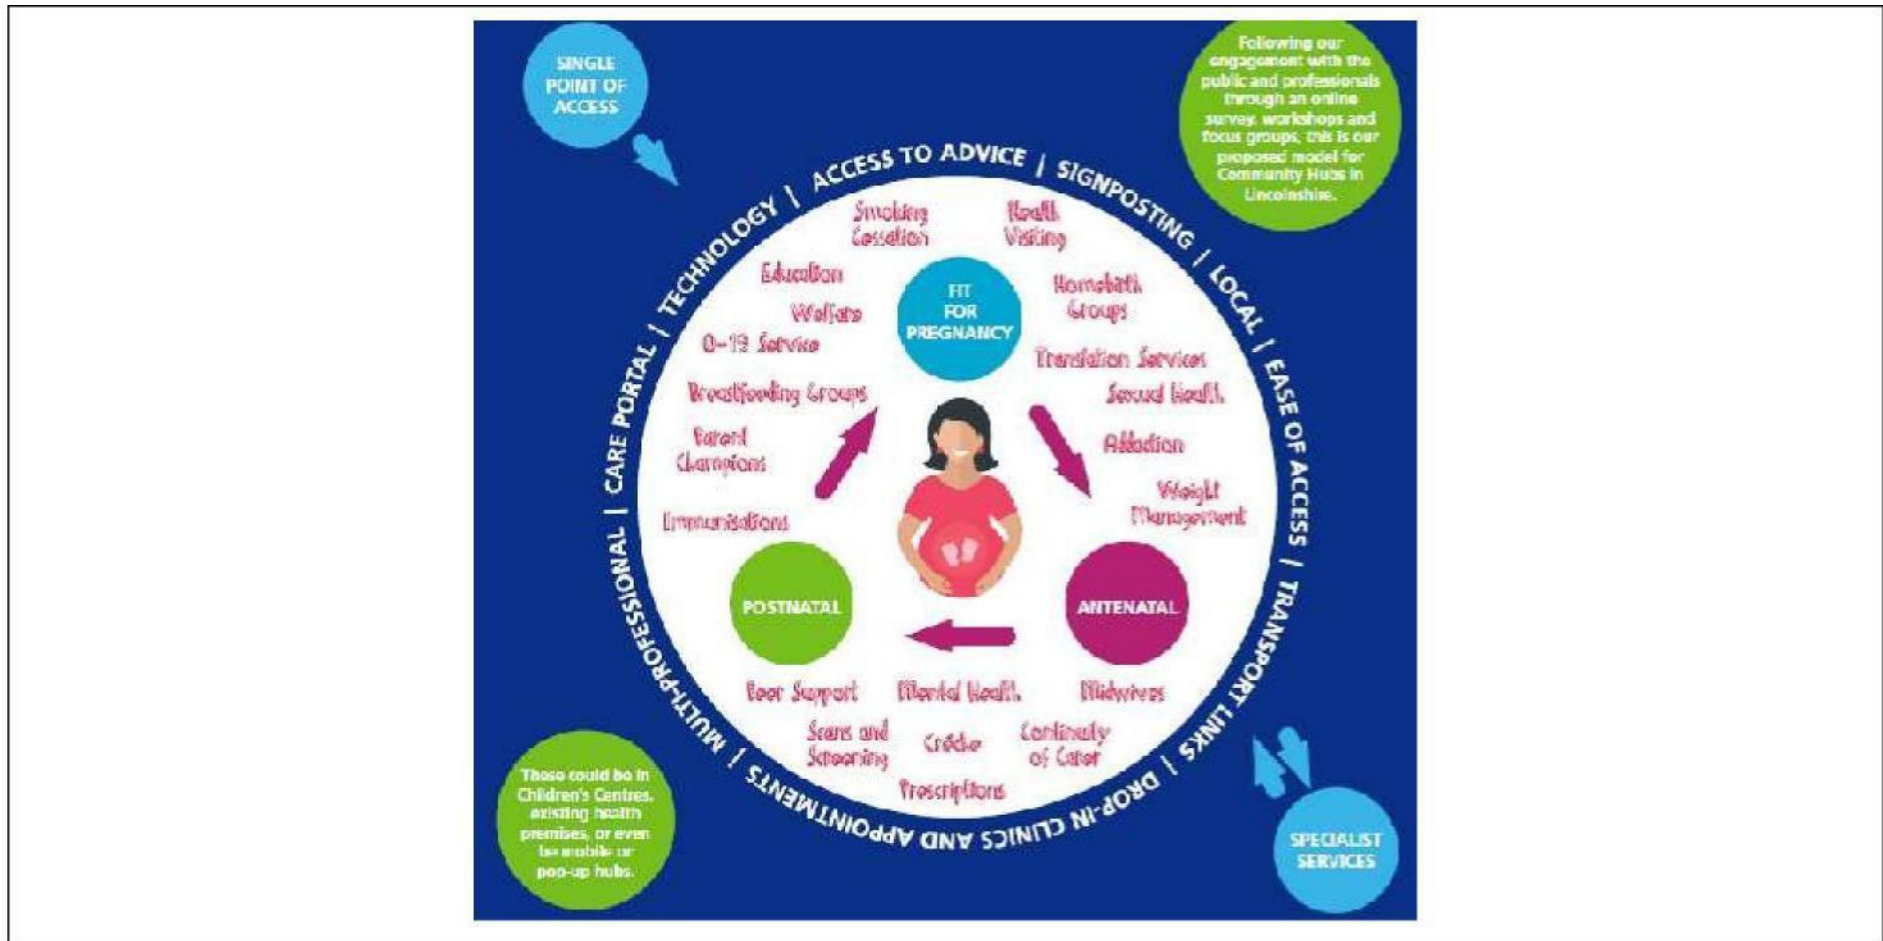 SINGLE
POINT OF
ACCESS
Following our
engagement with the
public and professionals
through an online
survey, workshops and
focus groups, this is our
proposed model for
Community Hubs in
Lincolnshire.
MULTI-PROFESSIONAL | CARE PORTAL | TECHNOLOGY | ACCESS TO ADVICE | SIGNPOSTING | LOCAL | EASE OF ACCESS | TRANSPORT LINKS | DROP-IN CLINICS AND APPOINTMENTS |
Smoking
Cessation
Health
Visiting
Education
Homebirth
Groups
Welfare
0-19 Service
FIT
FOR
PREGNANCY
Translation Services
Breastfeeding Groups
Sexual Health
Parent
Champions
Addiction
Immunisations
Weight
Management
POSTNATAL
ANTENATAL
Peer Support
Mental Health
Midwives
Scans and
Screening
Crèche
Continuity
of Carer
Prescriptions
These could be in
Children's Centres,
existing health
premises, or even
be mobile or
pop-up hubs.
SPECIALIST
SERVICES